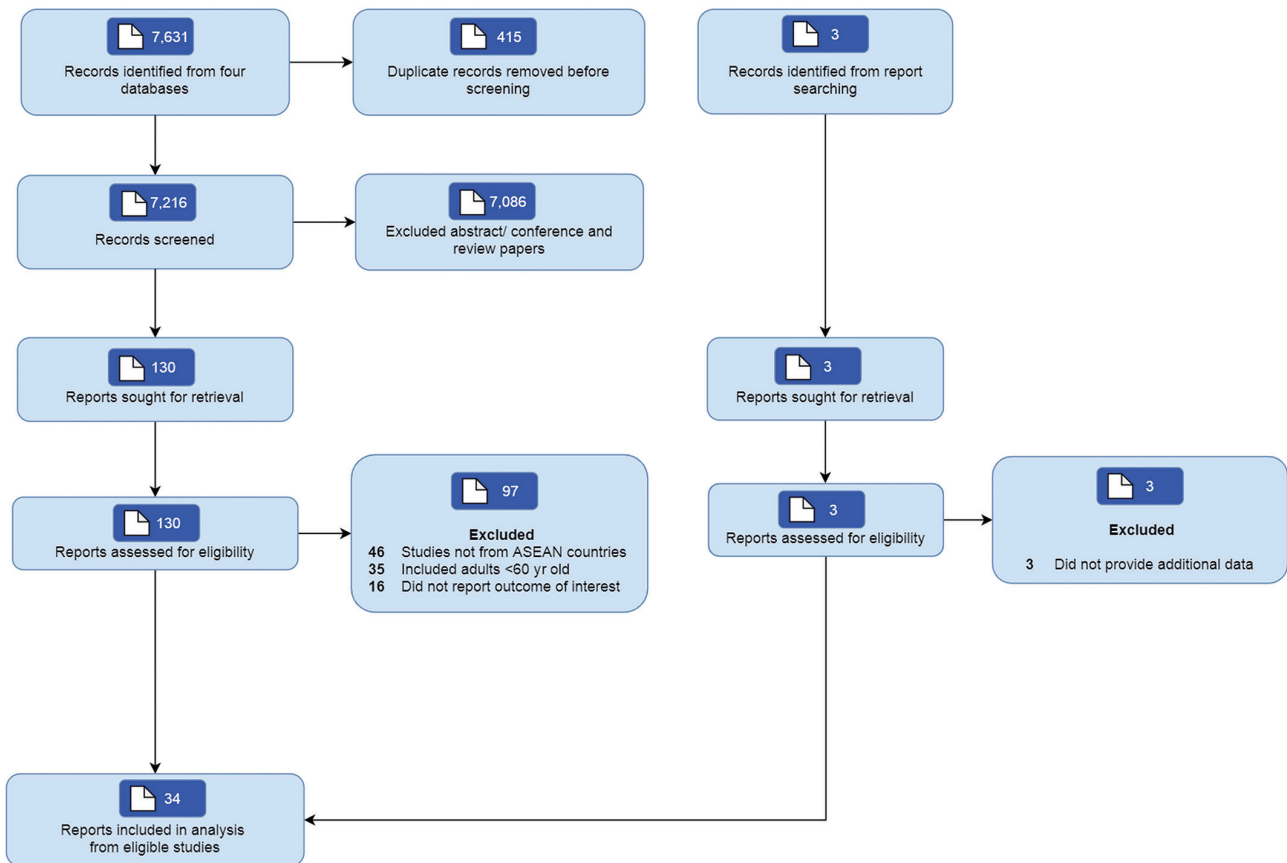 7,631
Records identified from four
databases
415
Duplicate records removed before
screening
3
Records identified from report
searching
7,216
Records screened
7,086
Excluded abstract/ conference and
review papers
130
Reports sought for retrieval
3
Reports sought for retrieval
130
Reports assessed for eligibility
97
Excluded
46 Studies not from ASEAN countries
35 Included adults <60 yr old
16 Did not report outcome of interest
3
Reports assessed for eligibility
3
Excluded
3 Did not provide additional data
34
Reports included in analysis
from eligible studies